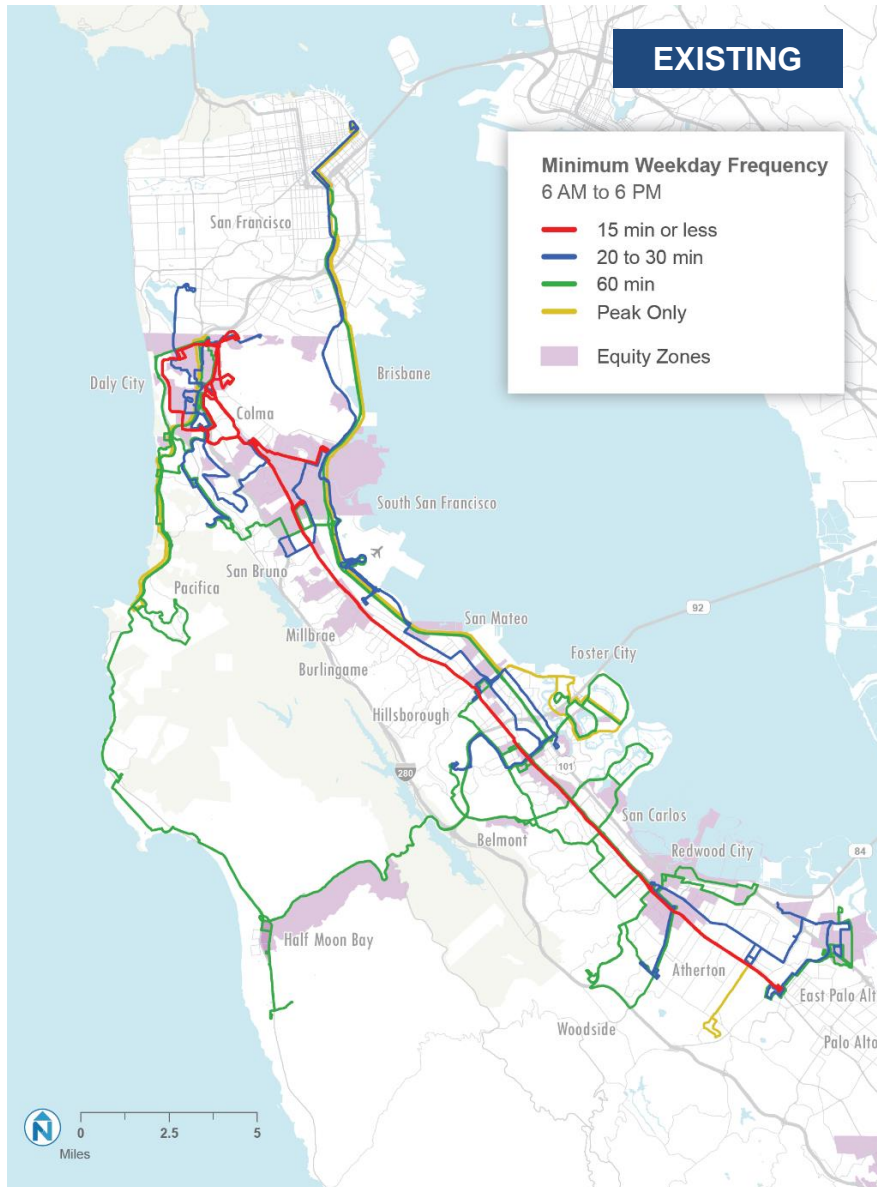 EXISTING
Minimum Weekday Frequency
6 AM to 6 PM
15 min or less
20 to 30 min
60 min
Peak Only
Equity Zones
San Francisco
Daly City
Brisbane
Colma
South San Francisco
San Bruno
Pacifica
92
Millbrae
San Mateo
Foster City
Burlingame
Hillsborough
280
101
San Carlos
Belmont
Redwood City
84
Half Moon Bay
Atherton
East Palo Alt
Woodside
Palo Alto
N
0 2.5 5
Miles